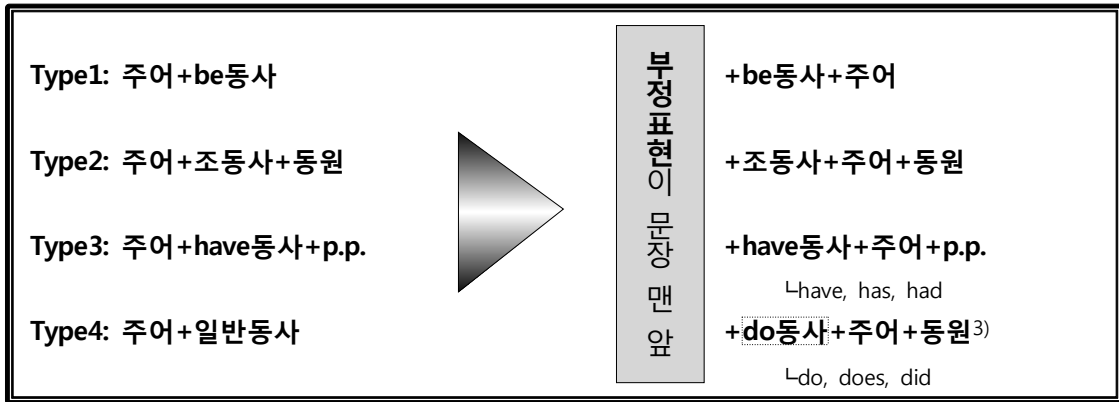 Type1: 주어+be동사
Type2: 주어+조동사+동원
Type3: 주어+have동사+p.p.
Type4: 주어+일반동사
부정표현이 문장 맨 앞
+be동사+주어
+조동사+주어+동원
+have동사+주어+p.p.
└have, has, had
+do동사+주어+동원3)
└do, does, did